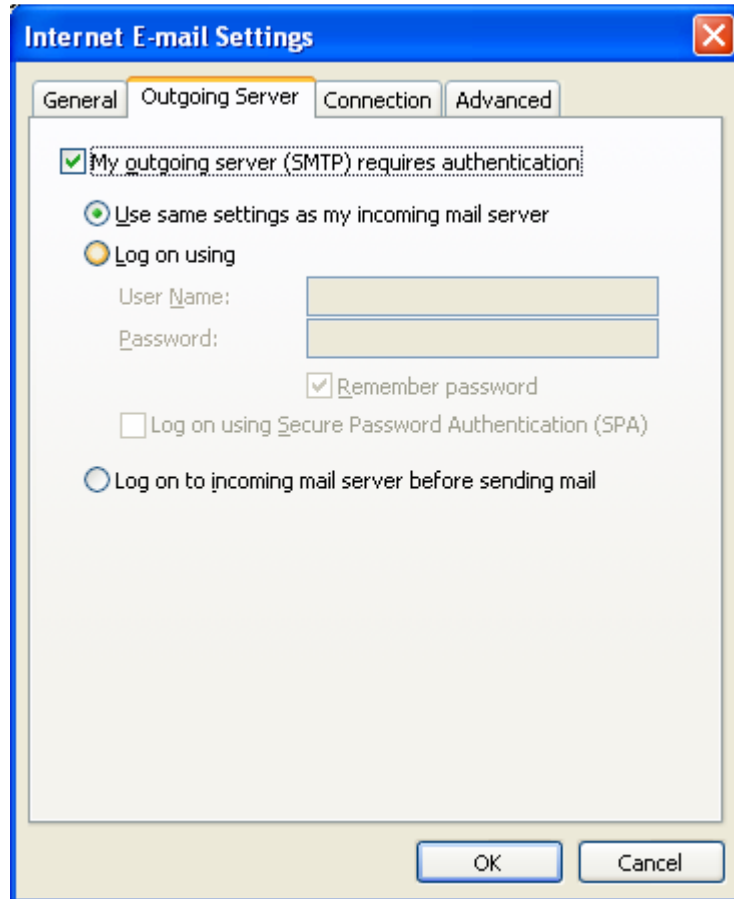 Internet E-mail Settings
General Outgoing Server Connection Advanced
My outgoing server (SMTP) requires authentication
Use same settings as my incoming mail server
Log on using
User Name:
Password:
Remember password
Log on using Secure Password Authentication (SPA)
Log on to incoming mail server before sending mail
OK Cancel